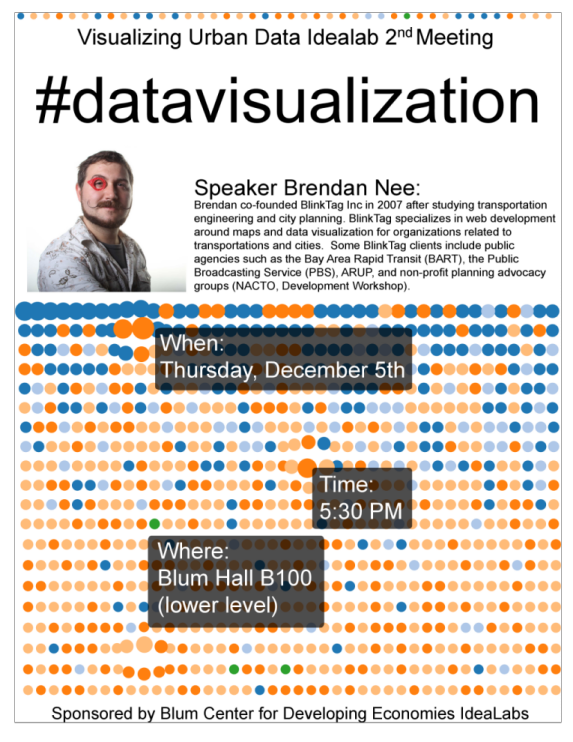 Visualizing Urban Data Idealab 2nd Meeting
#datavisualization
Speaker Brendan Nee:
Brendan co-founded BlinkTag Inc in 2007 after studying transportation
engineering and city planning. BlinkTag specializes in web development
around maps and data visualization for organizations related to
transportations and cities.  Some BlinkTag clients include public
agencies such as the Bay Area Rapid Transit (BART), the Public
Broadcasting Service (PBS), ARUP, and non-profit planning advocacy
groups (NACTO, Development Workshop).
When:
Thursday, December 5th
Time:
5:30 PM
Where:
Blum Hall B100
(lower level)
Sponsored by Blum Center for Developing Economies IdeaLabs